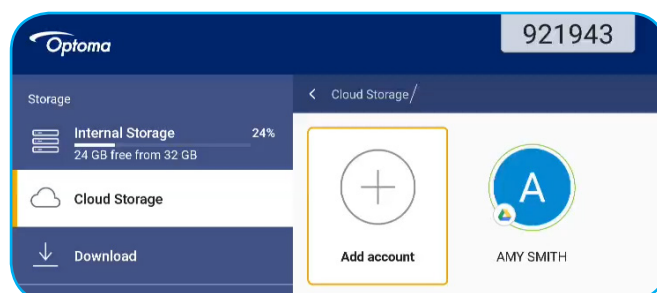 Optoma
921943
Storage
Internal Storage 24%
24 GB free from 32 GB
Cloud Storage
Download
< Cloud Storage/
Add account
A
AMY SMITH